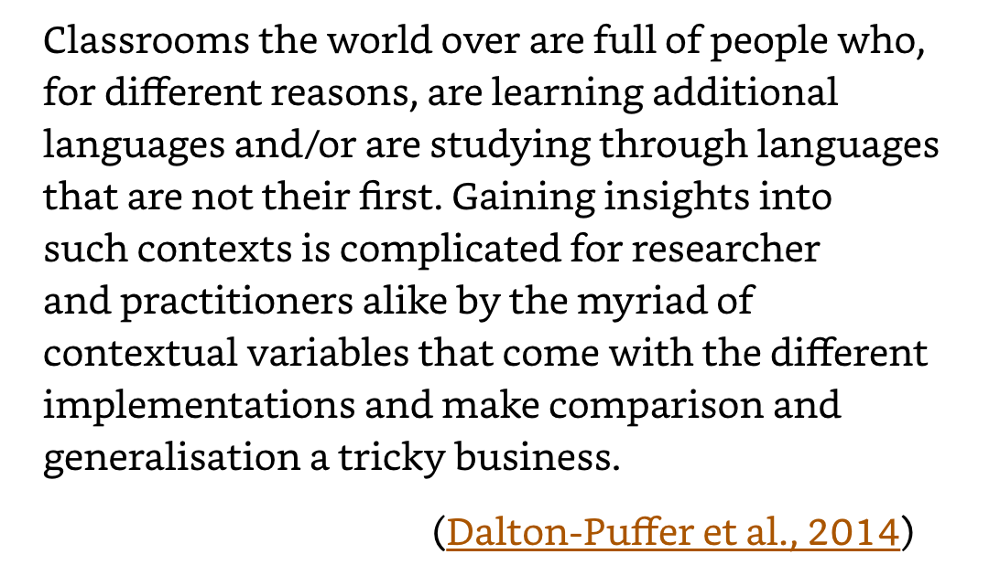 Classrooms the world over are full of people who,
for different reasons, are learning additional
languages and/or are studying through languages
that are not their first. Gaining insights into
such contexts is complicated for researcher
and practitioners alike by the myriad of
contextual variables that come with the different
implementations and make comparison and
generalisation a tricky business.
(Dalton-Puffer et al., 2014)